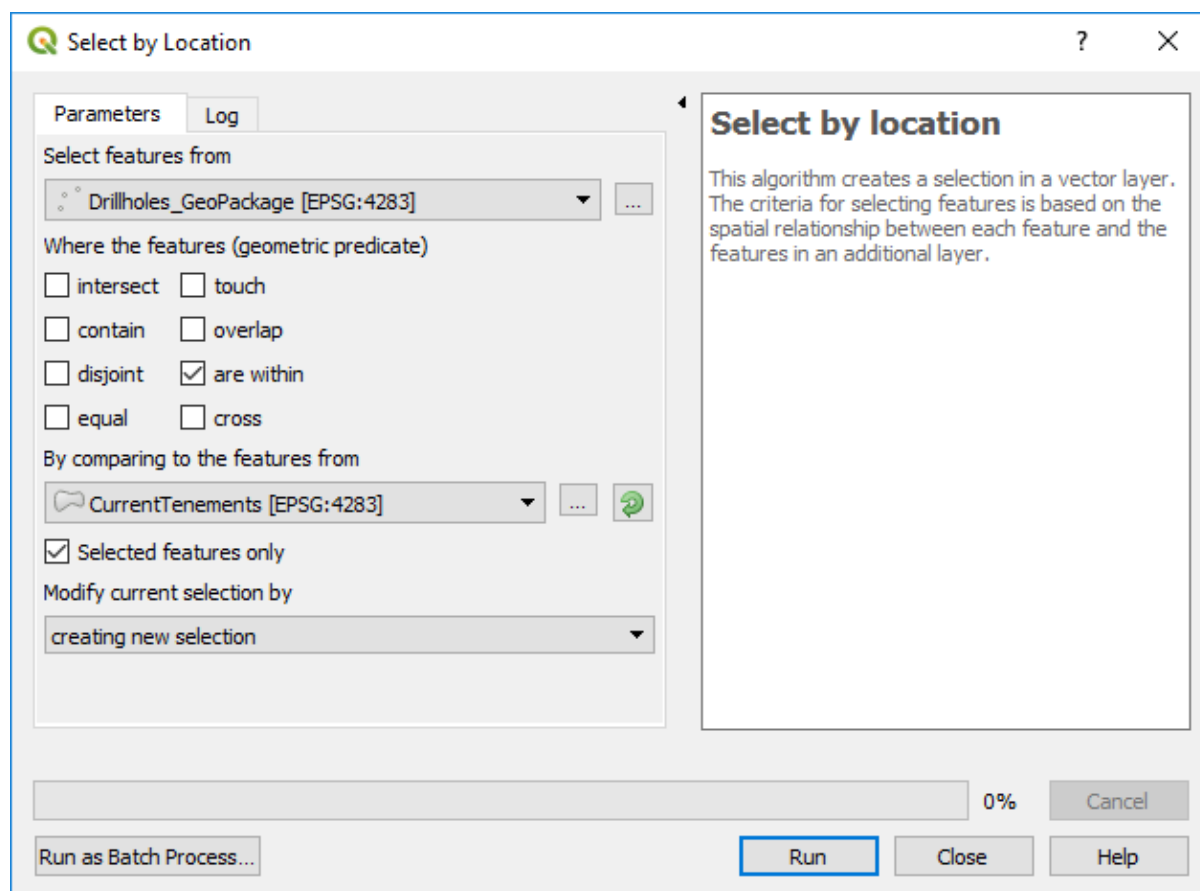 Select by Location
?
Parameters
Log
Select features from
Drillholes_GeoPackage [EPSG:4283]
...
Where the features (geometric predicate)
intersect
touch
contain
overlap
disjoint
are within
equal
cross
By comparing to the features from
CurrentTenements [EPSG:4283]
...
Selected features only
Modify current selection by
creating new selection
Select by location
This algorithm creates a selection in a vector layer.
The criteria for selecting features is based on the
spatial relationship between each feature and the
features in an additional layer.
0%
Cancel
Run as Batch Process...
Run
Close
Help